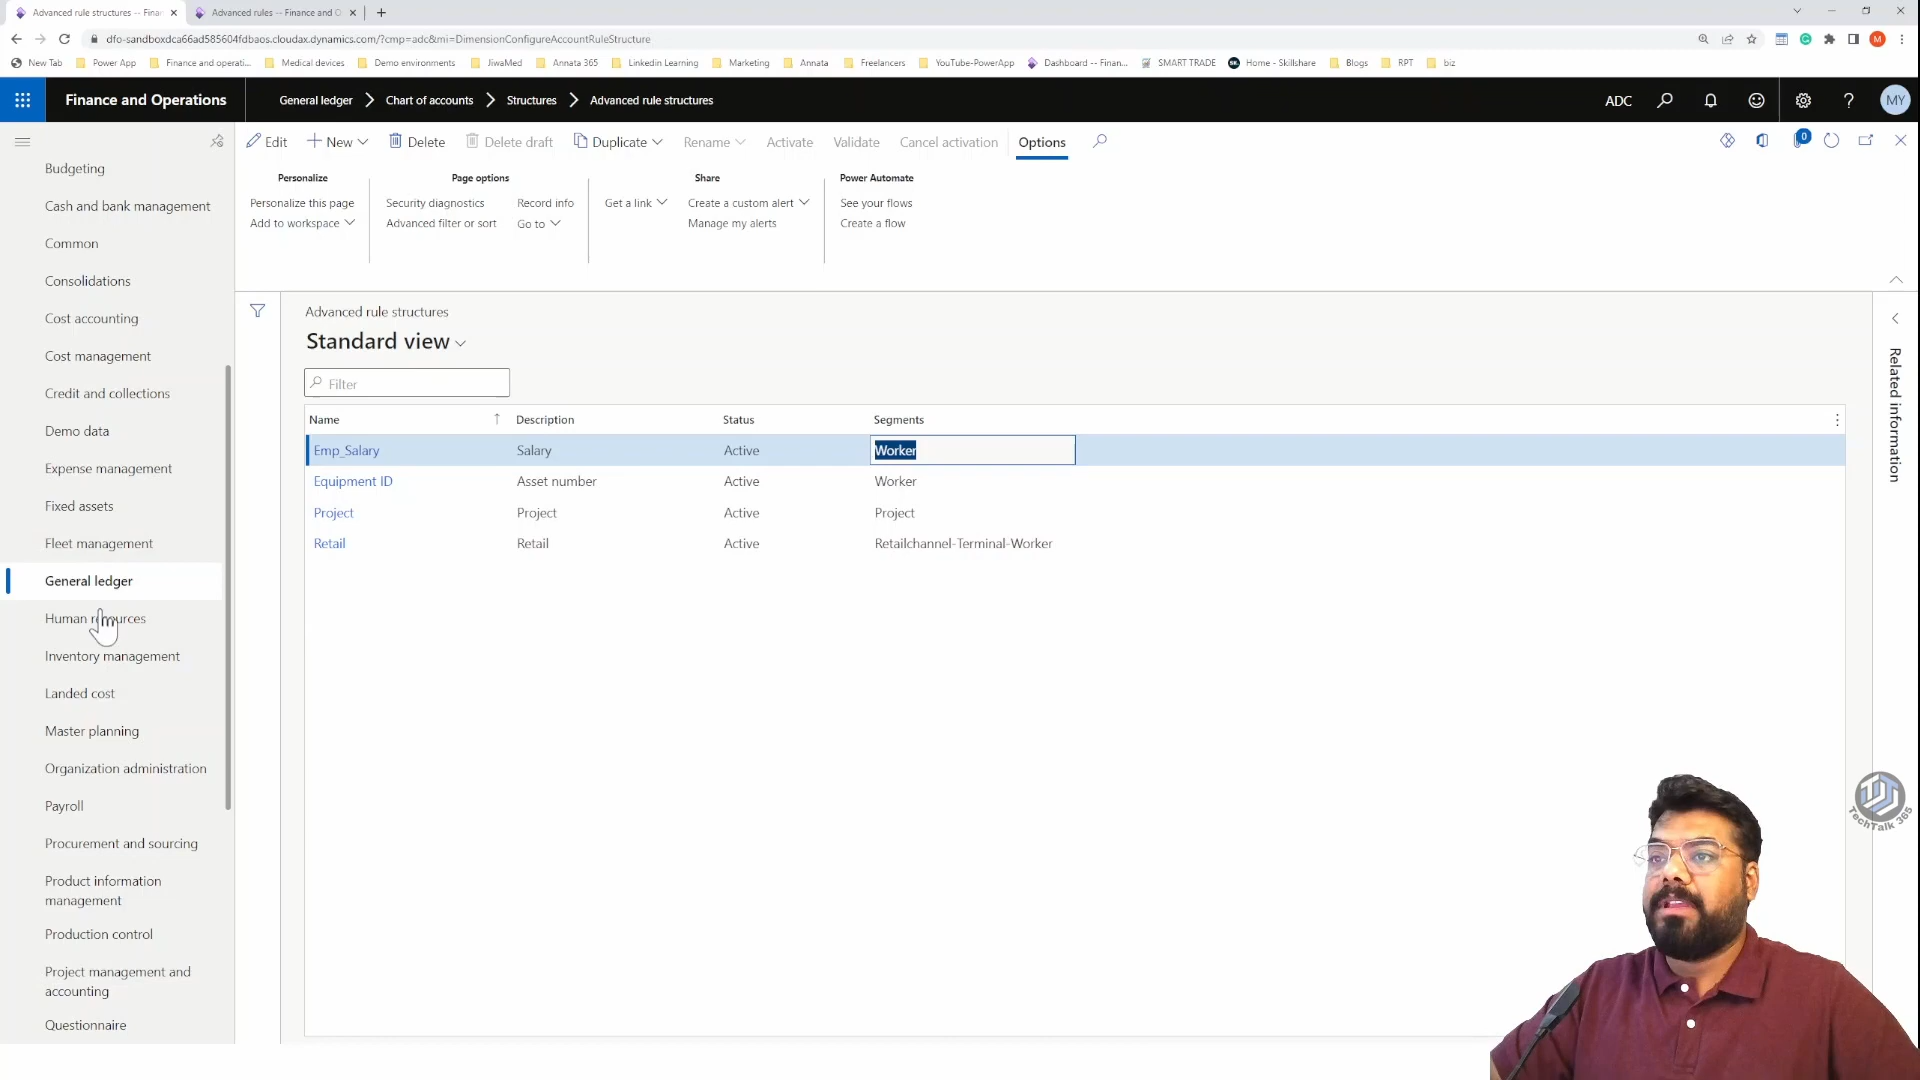 Advanced rule structures -- Finan
Advanced rules -- Finance and O
dfo-sandboxdca66ad585604fdbaos.cloudax.dynamics.com/?cmp=adc&mi=DimensionConfigureAccountRuleStructure
M
New Tab Power App Finance and operati... Medical devices Demo environments JiwaMed Annata 365 Linkedin Learning Marketing Annata Freelancers YouTube-PowerApp Dashboard -- Finan... SMART TRADE Home - Skillshare Blogs RPT biz
Finance and Operations General ledger Chart of accounts Structures Advanced rule structures ADC ? MY
Edit New Delete Delete draft Duplicate Rename Activate Validate Cancel activation Options 0
Personalize Page options Share Power Automate
Personalize this page Security diagnostics Record info Get a link Create a custom alert See your flows
Add to workspace Advanced filter or sort Go to Manage my alerts Create a flow
Budgeting
Cash and bank management
Common
Consolidations
Cost accounting
Cost management
Credit and collections
Demo data
Expense management
Fixed assets
Fleet management
General ledger
Human resources
Inventory management
Landed cost
Master planning
Organization administration
Payroll
Procurement and sourcing
Product information
management
Production control
Project management and
accounting
Questionnaire
Advanced rule structures
Standard view
Filter
Name Description Status Segments
Emp_Salary Salary Active Worker
Equipment ID Asset number Active Worker
Project Project Active Project
Retail Retail Active Retailchannel-Terminal-Worker
Related information
TechTalk 365